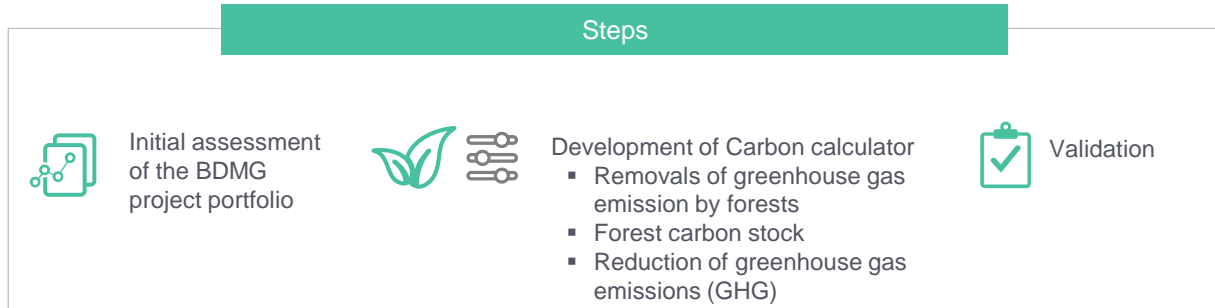 Steps
Initial assessment
of the BDMG
project portfolio
Development of Carbon calculator
▪ Removals of greenhouse gas
emission by forests
▪ Forest carbon stock
▪ Reduction of greenhouse gas
emissions (GHG)
Validation